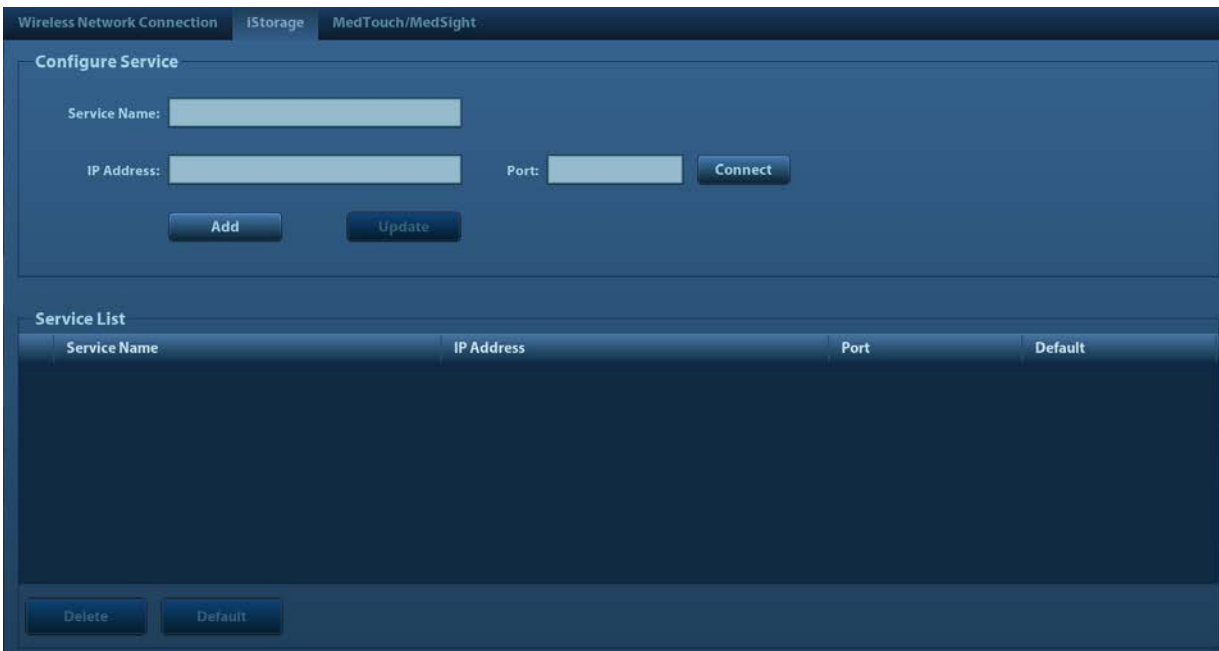 Wireless Network Connection iStorage MedTouch/MedSight
Configure Service
Service Name:
IP Address: Port: Connect
Add Update
Service List
Service Name IP Address Port Default
Delete Default